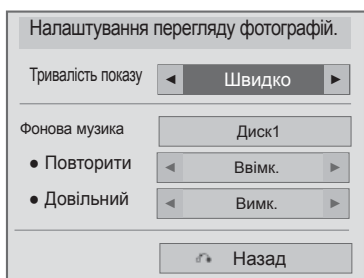 Налаштування перегляду фотографій.
Тривалість показу ◄ Швидко ►
Фонова музика Диск1
● Повторити ◄ Ввімк. ►
● Довільний ◄ Вимк. ►
Назад